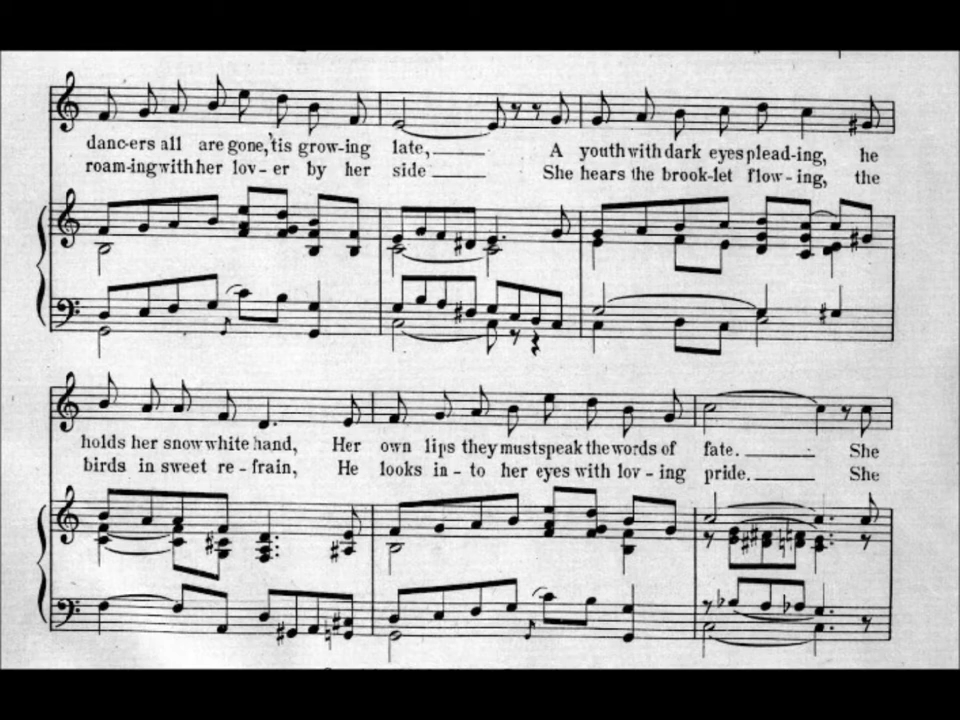 danc-ers all are gone, 'tis grow-ing late, A youth with dark eyes plead-ing, he
roam-ing with her lov-er by her side She hears the brook-let flow-ing, the
holds her snow white hand, Her own lips they must speak the words of fate. She
birds in sweet re-frain, He looks in-to her eyes with lov-ing pride. She